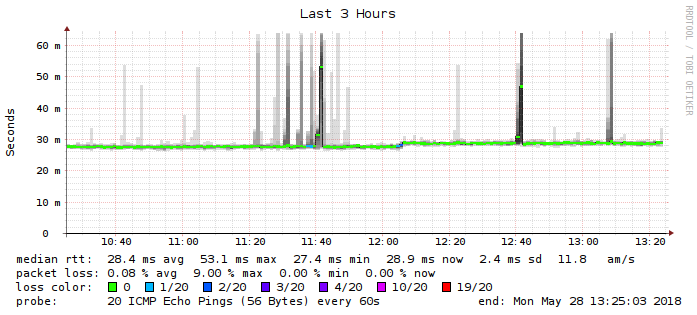 Last 3 Hours
RRDTOOL / TOBI OETIKER
Seconds
60 m
50 m
40 m
30 m
20 m
10 m
0
10:40 11:00 11:20 11:40 12:00 12:20 12:40 13:00 13:20
median rtt: 28.4 ms avg 53.1 ms max 27.4 ms min 28.9 ms now 2.4 ms sd 11.8 am/s
packet loss: 0.08 % avg 9.00 % max 0.00 % min 0.00 % now
loss color: 0 1/20 2/20 3/20 4/20 10/20 19/20
probe: 20 ICMP Echo Pings (56 Bytes) every 60s end: Mon May 28 13:25:03 2018